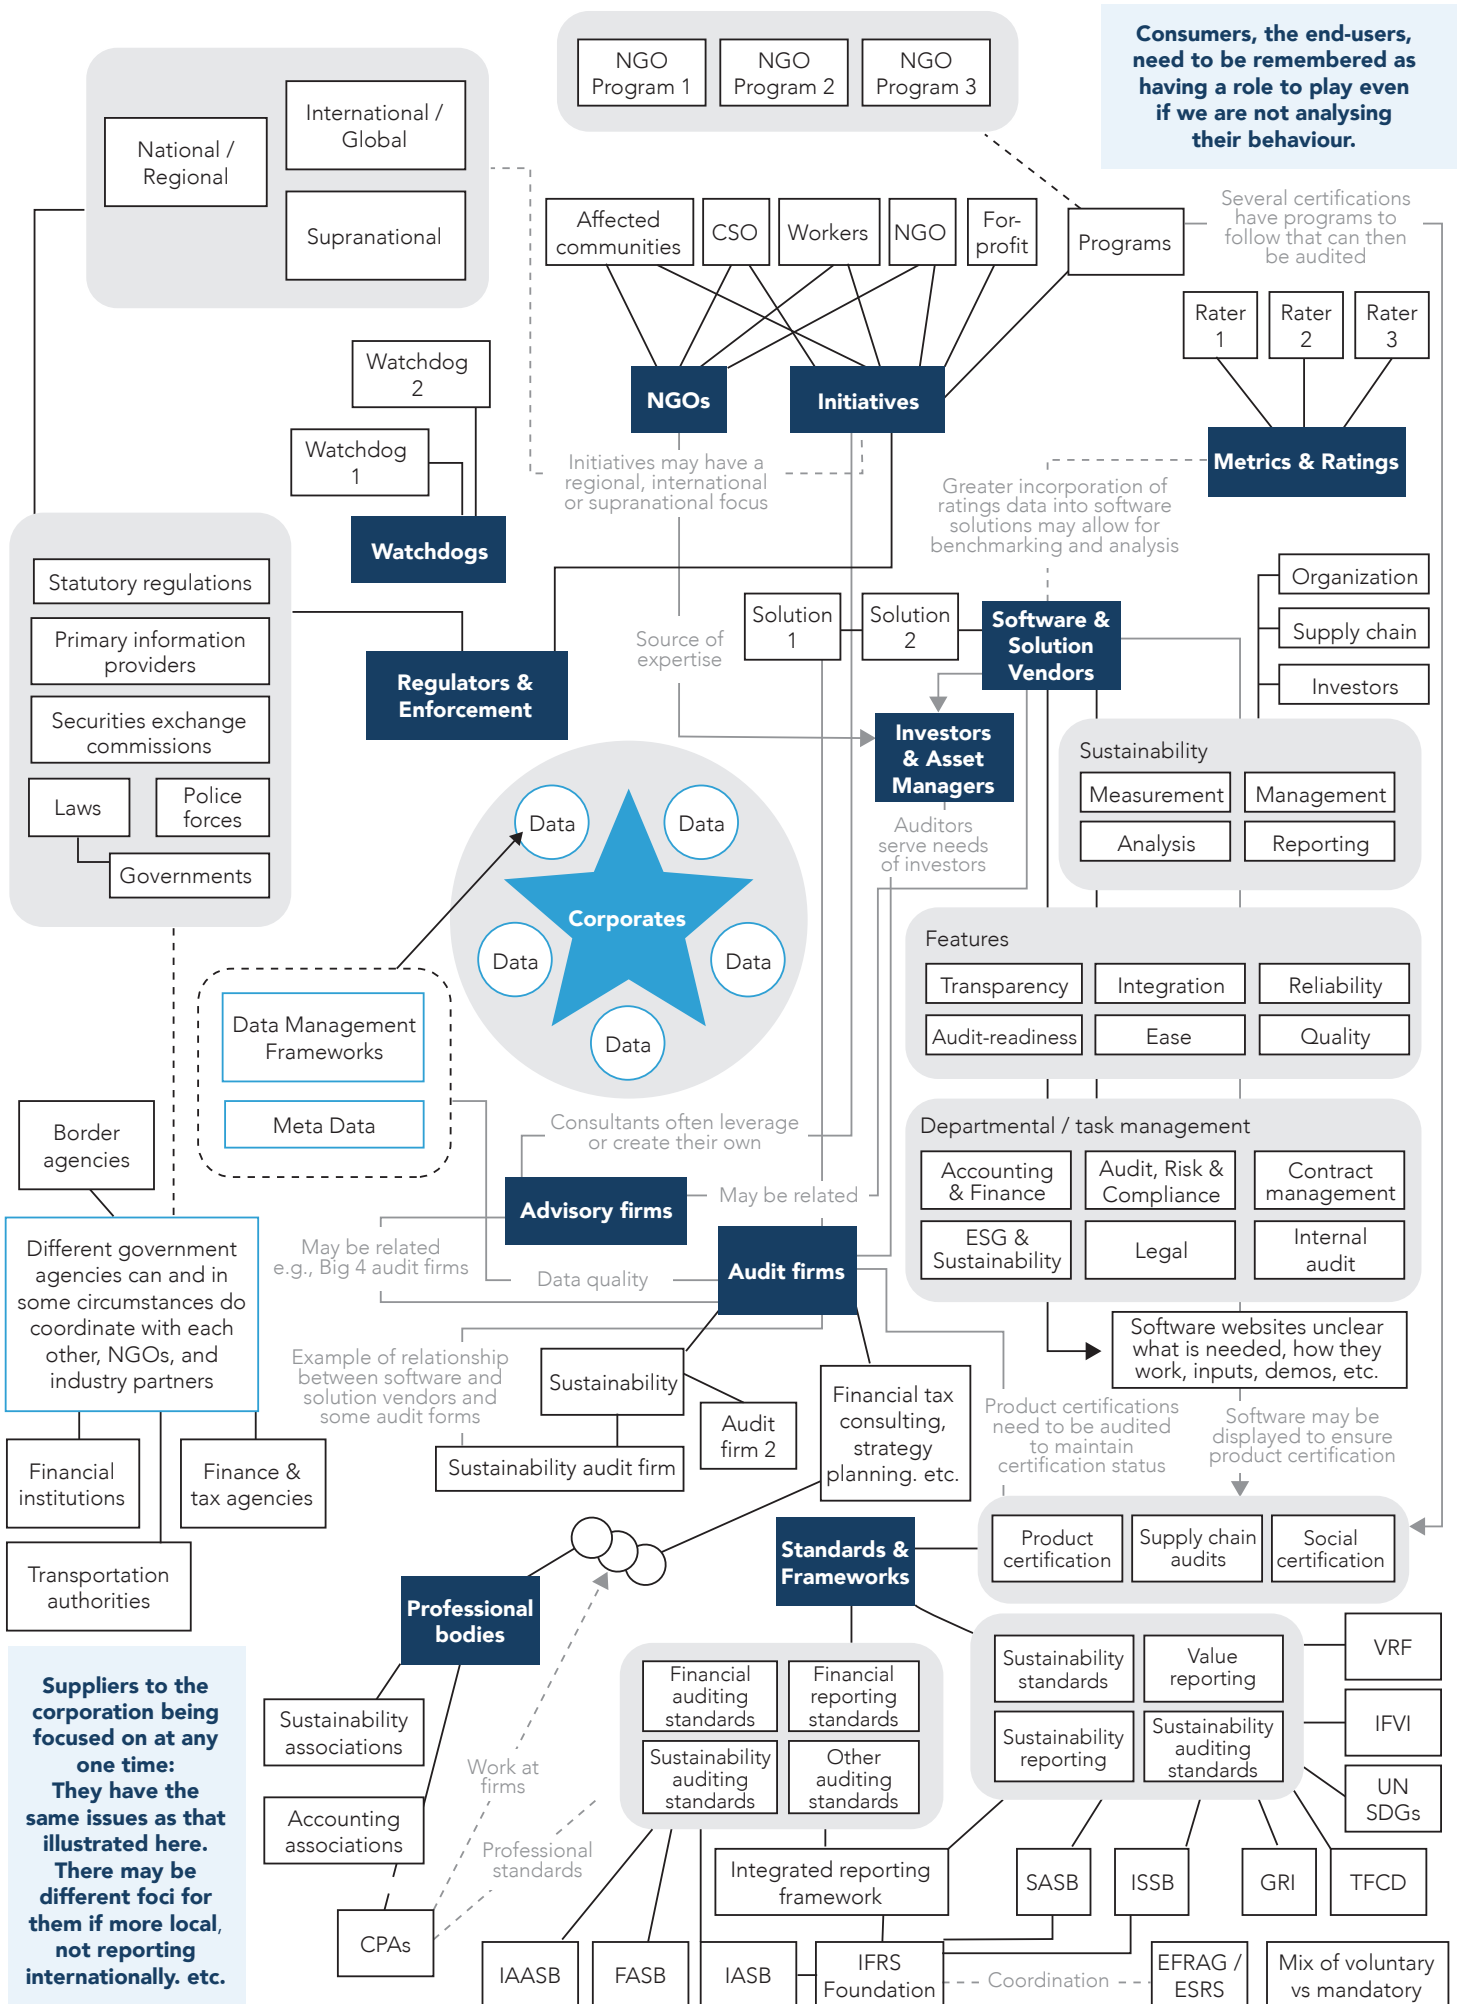 NGO
Program 1
NGO
Program 2
NGO
Program 3
Consumers, the end-users,
need to be remembered as
having a role to play even
if we are not analysing
their behaviour.
National /
Regional
International /
Global
Supranational
Affected
communities
CSO
Workers
NGO
For-
profit
Programs
Several certifications
have programs to
follow that can then
be audited
Rater
1
Rater
2
Rater
3
Watchdog
2
Watchdog
1
Watchdogs
NGOs
Initiatives
Metrics & Ratings
Initiatives may have a
regional, international
or supranational focus
Greater incorporation of
ratings data into software
solutions may allow for
benchmarking and analysis
Statutory regulations
Primary information
providers
Securities exchange
commissions
Laws
Police
forces
Governments
Regulators &
Enforcement
Source of
expertise
Solution
1
Solution
2
Software &
Solution
Vendors
Organization
Supply chain
Investors
Investors
& Asset
Managers
Auditors
serve needs
of investors
Sustainability
Measurement
Management
Analysis
Reporting
Data
Data
Corporates
Data
Data
Data
Features
Transparency
Integration
Reliability
Audit-readiness
Ease
Quality
Data Management
Frameworks
Meta Data
Consultants often leverage
or create their own
Departmental / task management
Accounting
& Finance
Audit, Risk &
Compliance
Contract
management
ESG &
Sustainability
Legal
Internal
audit
Border
agencies
Advisory firms
May be related
May be related
e.g., Big 4 audit firms
Data quality
Audit firms
Different government
agencies can and in
some circumstances do
coordinate with each
other, NGOs, and
industry partners
Software websites unclear
what is needed, how they
work, inputs, demos, etc.
Example of relationship
between software and
solution vendors and
some audit forms
Sustainability
Audit
firm 2
Sustainability audit firm
Financial tax
consulting,
strategy
planning. etc.
Product certifications
need to be audited
to maintain
certification status
Software may be
displayed to ensure
product certification
Financial
institutions
Finance &
tax agencies
Transportation
authorities
Standards &
Frameworks
Product
certification
Supply chain
audits
Social
certification
Professional
bodies
Suppliers to the
corporation being
focused on at any
one time:
They have the
same issues as that
illustrated here.
There may be
different foci for
them if more local,
not reporting
internationally. etc.
Sustainability
associations
Accounting
associations
CPAs
Work at
firms
Professional
standards
Financial
auditing
standards
Financial
reporting
standards
Sustainability
auditing
standards
Other
auditing
standards
Sustainability
standards
Value
reporting
Sustainability
reporting
Sustainability
auditing
standards
VRF
IFVI
UN
SDGs
Integrated reporting
framework
SASB
ISSB
GRI
TFCD
IAASB
FASB
IASB
IFRS
Foundation
Coordination
EFRAG /
ESRS
Mix of voluntary
vs mandatory